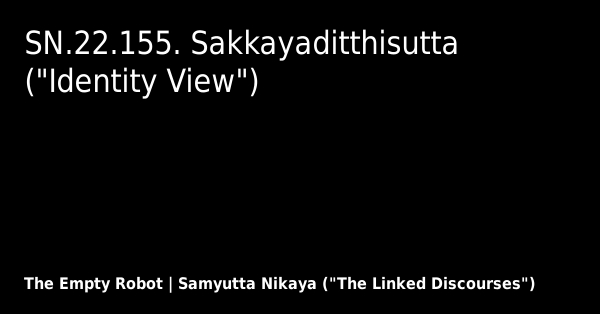 SN.22.155. Sakkayaditthisutta
("Identity View")
The Empty Robot | Samyutta Nikaya ("The Linked Discourses")